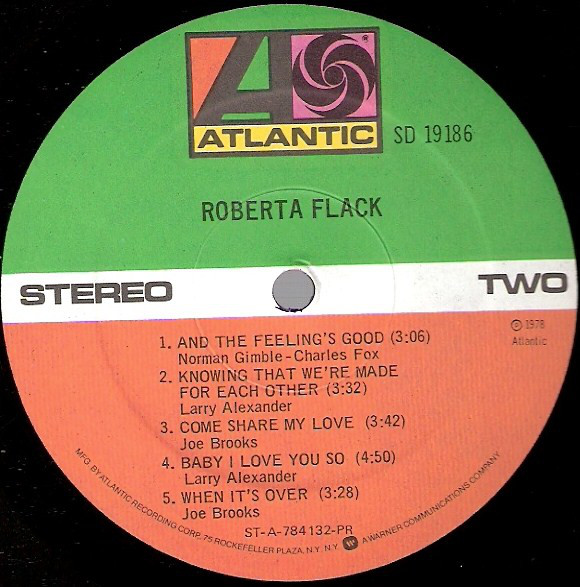 ATLANTIC
SD 19186
ROBERTA FLACK
STEREO
TWO
℗ 1978
Atlantic
1. AND THE FEELING'S GOOD (3:06)
Norman Gimble-Charles Fox
2. KNOWING THAT WE'RE MADE
FOR EACH OTHER (3:32)
Larry Alexander
3. COME SHARE MY LOVE (3:42)
Joe Brooks
4. BABY I LOVE YOU SO (4:50)
Larry Alexander
5. WHEN IT'S OVER (3:28)
Joe Brooks
ST-A-784132-PR
MFG. BY ATLANTIC RECORDING CORP., 75 ROCKEFELLER PLAZA, N.Y. N.Y. A WARNER COMMUNICATIONS COMPANY